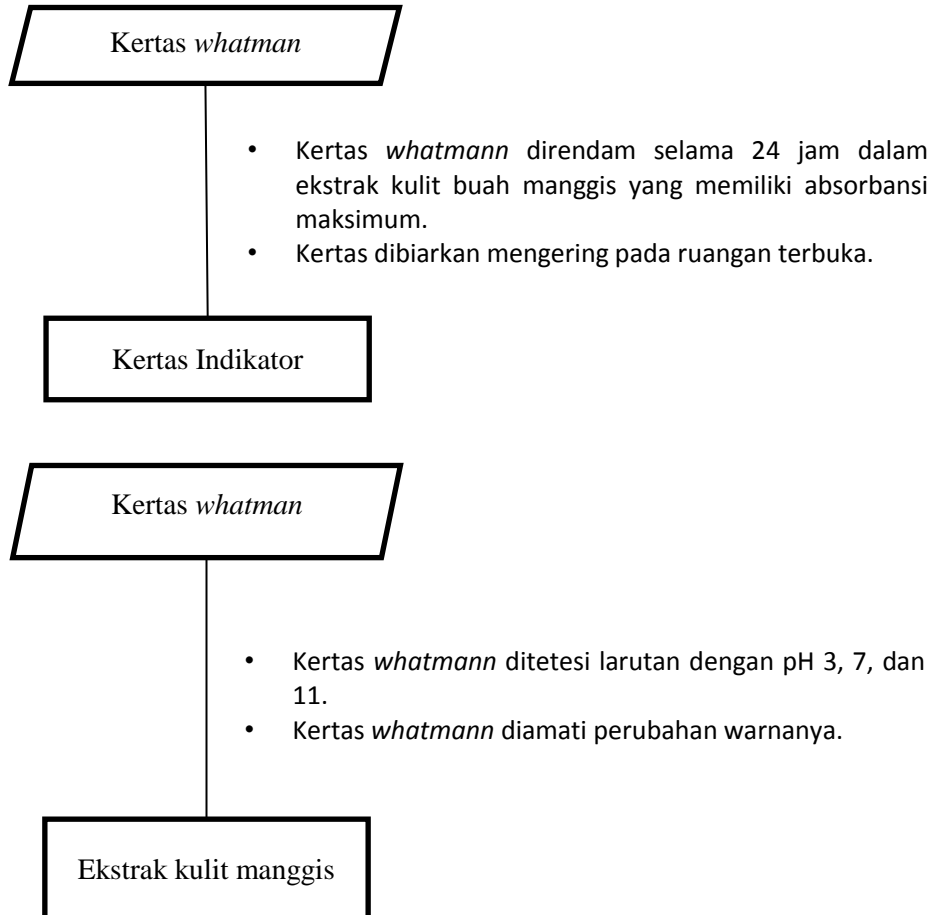 Kertas whatman
• Kertas whatmann direndam selama 24 jam dalam
ekstrak kulit buah manggis yang memiliki absorbansi
maksimum.
• Kertas dibiarkan mengering pada ruangan terbuka.
Kertas Indikator
Kertas whatman
• Kertas whatmann ditetesi larutan dengan pH 3, 7, dan
11.
• Kertas whatmann diamati perubahan warnanya.
Ekstrak kulit manggis